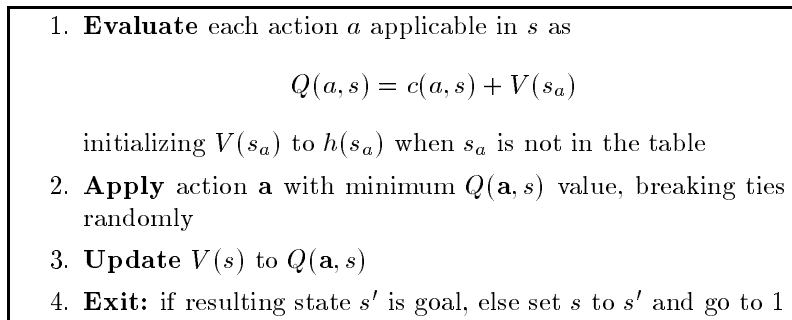 1. Evaluate each action a applicable in s as
Q(a, s) = c(a, s) + V(s_a)
initializing V(s_a) to h(s_a) when s_a is not in the table
2. Apply action a with minimum Q(a, s) value, breaking ties
randomly
3. Update V(s) to Q(a, s)
4. Exit: if resulting state s′ is goal, else set s to s′ and go to 1